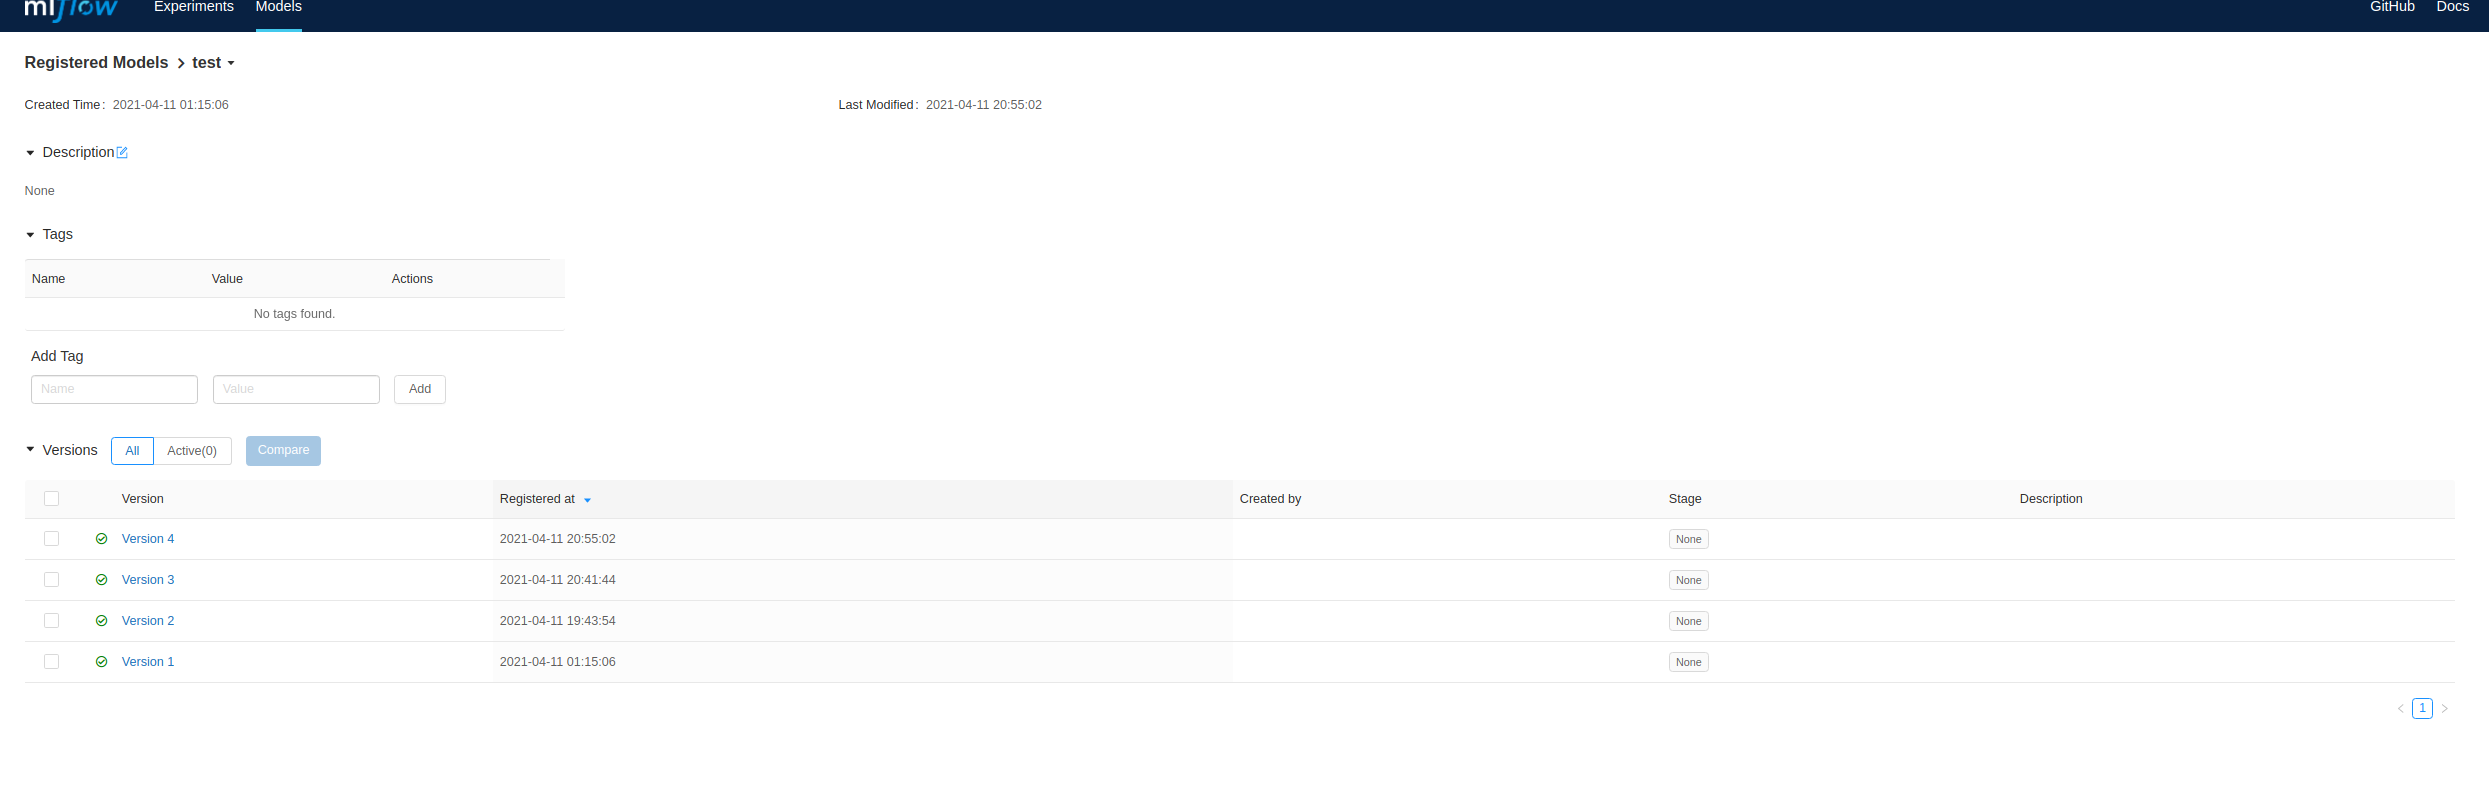 mlflow Experiments Models GitHub Docs
Registered Models > test
Created Time: 2021-04-11 01:15:06 Last Modified: 2021-04-11 20:55:02
Description
None
Tags
Name Value Actions
No tags found.
Add Tag
Name Value Add
Versions All Active(0) Compare
Version Registered at Created by Stage Description
Version 4 2021-04-11 20:55:02 None
Version 3 2021-04-11 20:41:44 None
Version 2 2021-04-11 19:43:54 None
Version 1 2021-04-11 01:15:06 None
< 1 >